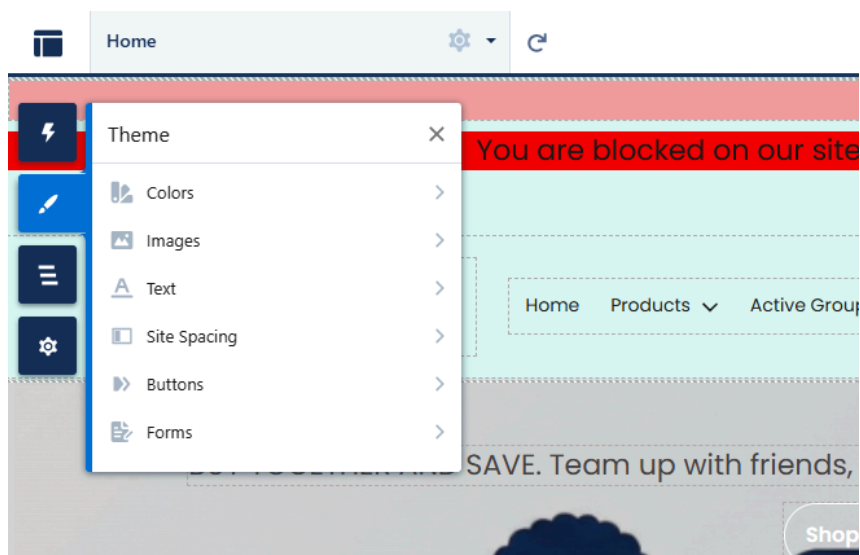 Home
Theme
You are blocked on our site
Colors
Images
Text
Site Spacing
Buttons
Forms
Home Products Active Group
SAVE. Team up with friends,
Shop